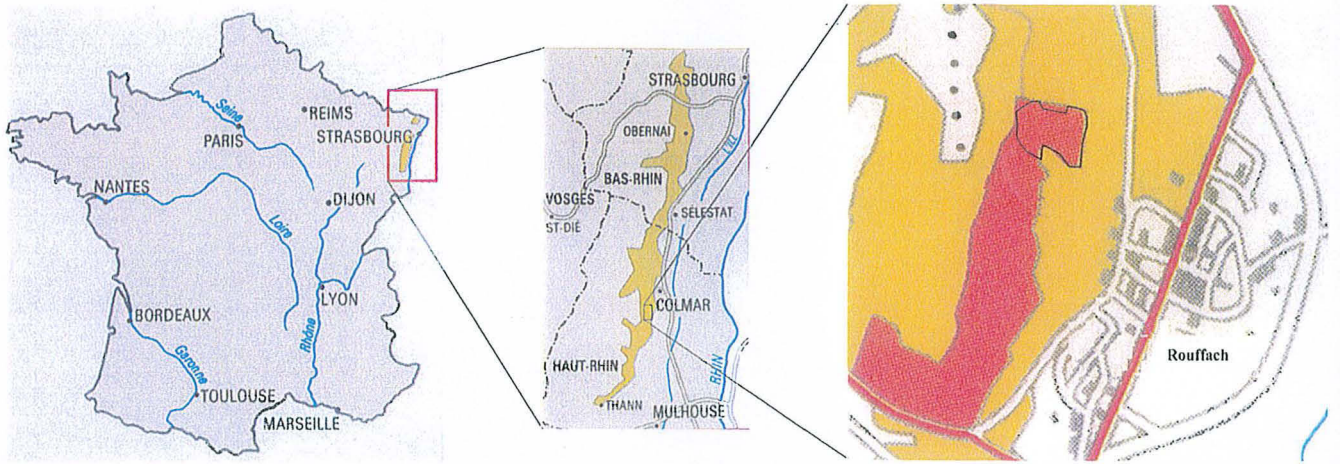 Seine
REIMS
PARIS
STRASBOURG
NANTES
Loire
DIJON
LYON
BORDEAUX
Rhône
Garonne
TOULOUSE
MARSEILLE
STRASBOURG
OBERNAI
L'ILL
BAS-RHIN
VOSGES
SÉLESTAT
ST-DIÉ
COLMAR
HAUT-RHIN
RHIN
THANN
MULHOUSE
Rouffach